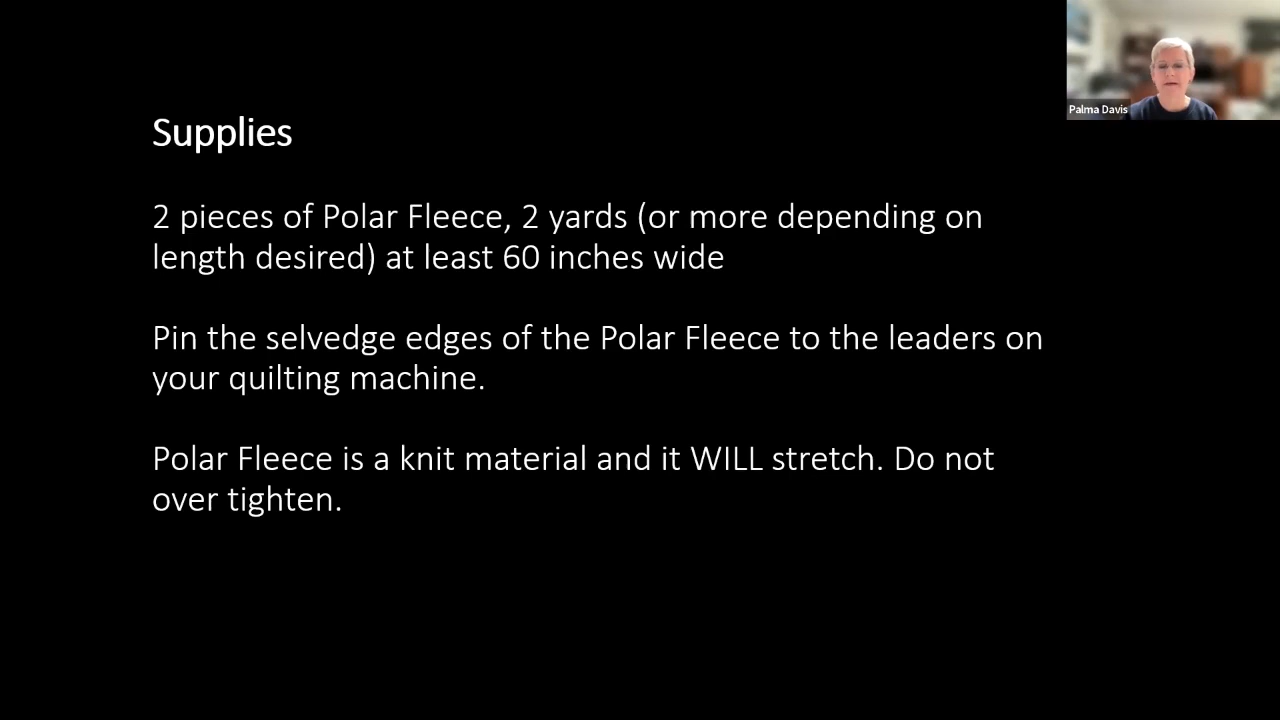 Palma Davis
Supplies
2 pieces of Polar Fleece, 2 yards (or more depending on
length desired) at least 60 inches wide
Pin the selvedge edges of the Polar Fleece to the leaders on
your quilting machine.
Polar Fleece is a knit material and it WILL stretch. Do not
over tighten.